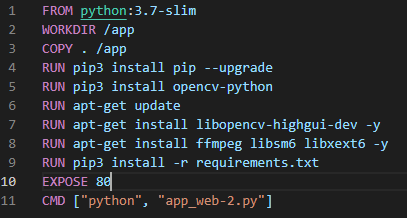 1 FROM python:3.7-slim
2 WORKDIR /app
3 COPY . /app
4 RUN pip3 install pip --upgrade
5 RUN pip3 install opencv-python
6 RUN apt-get update
7 RUN apt-get install libopencv-highgui-dev -y
8 RUN apt-get install ffmpeg libsm6 libxext6 -y
9 RUN pip3 install -r requirements.txt
10 EXPOSE 80
11 CMD ["python", "app_web-2.py"]